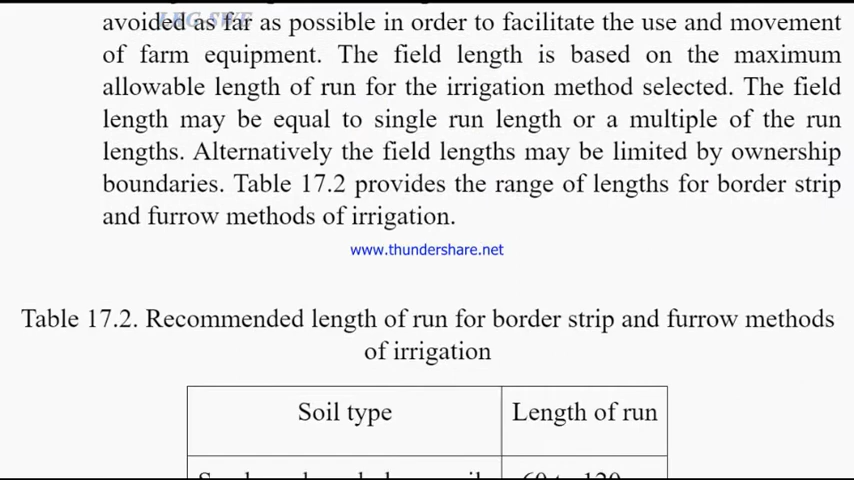 avoided as far as possible in order to facilitate the use and movement
of farm equipment. The field length is based on the maximum
allowable length of run for the irrigation method selected. The field
length may be equal to single run length or a multiple of the run
lengths. Alternatively the field lengths may be limited by ownership
boundaries. Table 17.2 provides the range of lengths for border strip
and furrow methods of irrigation.
www.thundershare.net
Table 17.2. Recommended length of run for border strip and furrow methods
of irrigation
Soil type Length of run